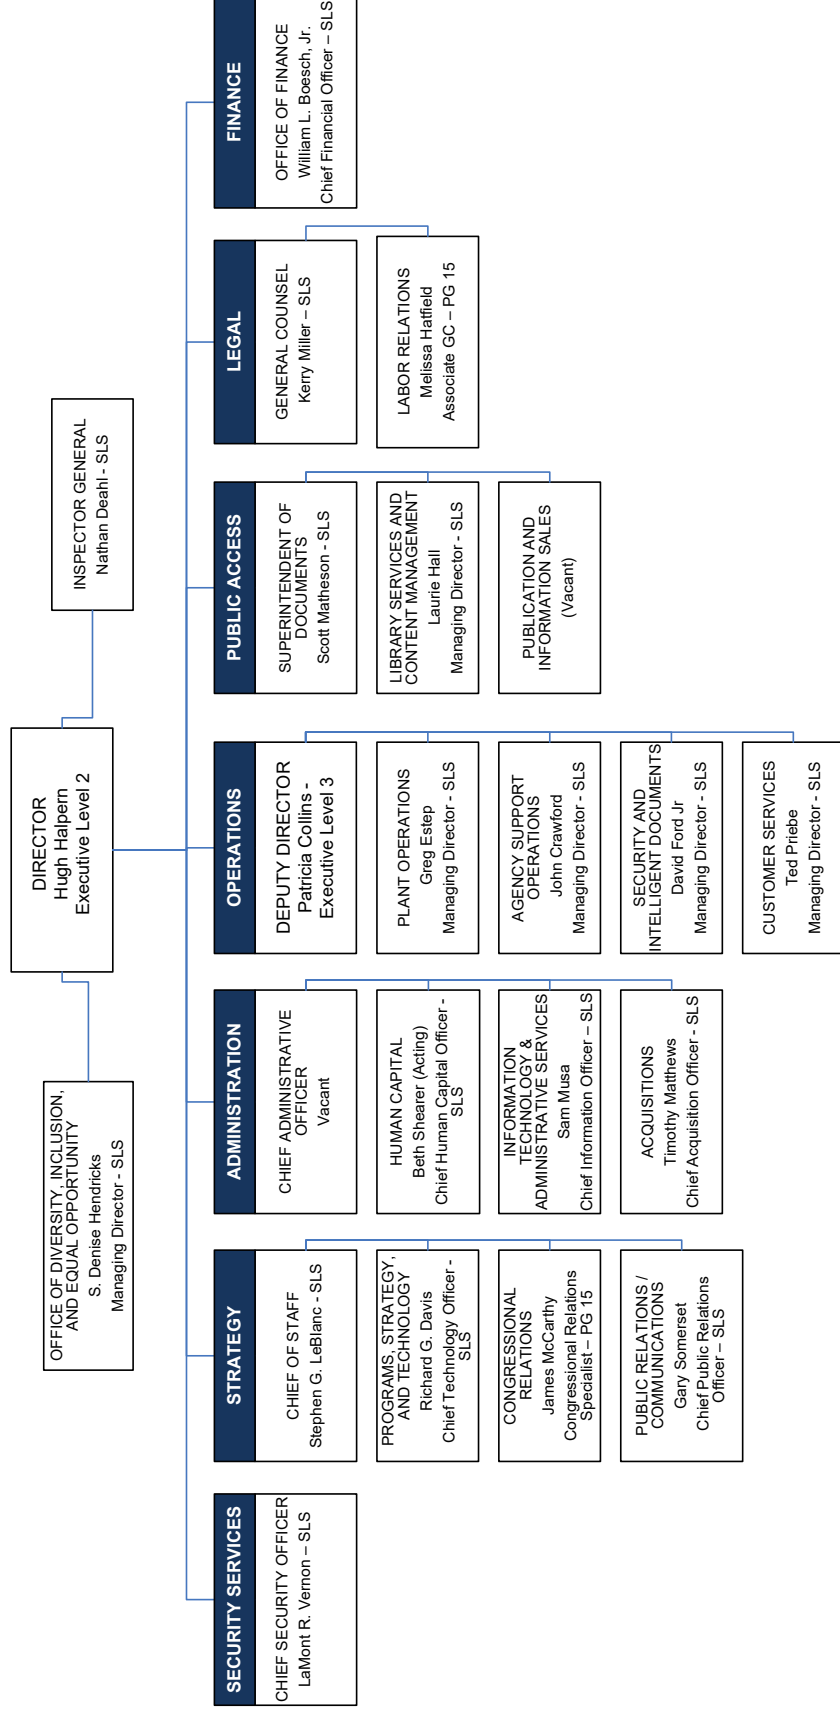 DIRECTOR
Hugh Halpern
Executive Level 2
OFFICE OF DIVERSITY, INCLUSION,
AND EQUAL OPPORTUNITY
S. Denise Hendricks
Managing Director - SLS
INSPECTOR GENERAL
Nathan Deahl - SLS
SECURITY SERVICES
CHIEF SECURITY OFFICER
LaMont R. Vernon – SLS
STRATEGY
CHIEF OF STAFF
Stephen G. LeBlanc - SLS
PROGRAMS, STRATEGY,
AND TECHNOLOGY
Richard G. Davis
Chief Technology Officer -
SLS
CONGRESSIONAL
RELATIONS
James McCarthy
Congressional Relations
Specialist – PG 15
PUBLIC RELATIONS /
COMMUNICATIONS
Gary Somerset
Chief Public Relations
Officer – SLS
ADMINISTRATION
CHIEF ADMINISTRATIVE
OFFICER
Vacant
HUMAN CAPITAL
Beth Shearer (Acting)
Chief Human Capital Officer -
SLS
INFORMATION
TECHNOLOGY &
ADMINISTRATIVE SERVICES
Sam Musa
Chief Information Officer – SLS
ACQUISITIONS
Timothy Matthews
Chief Acquisition Officer - SLS
OPERATIONS
DEPUTY DIRECTOR
Patricia Collins -
Executive Level 3
PLANT OPERATIONS
Greg Estep
Managing Director - SLS
AGENCY SUPPORT
OPERATIONS
John Crawford
Managing Director - SLS
SECURITY AND
INTELLIGENT DOCUMENTS
David Ford Jr
Managing Director - SLS
CUSTOMER SERVICES
Ted Priebe
Managing Director - SLS
PUBLIC ACCESS
SUPERINTENDENT OF
DOCUMENTS
Scott Matheson - SLS
LIBRARY SERVICES AND
CONTENT MANAGEMENT
Laurie Hall
Managing Director - SLS
PUBLICATION AND
INFORMATION SALES
(Vacant)
LEGAL
GENERAL COUNSEL
Kerry Miller – SLS
LABOR RELATIONS
Melissa Hatfield
Associate GC – PG 15
FINANCE
OFFICE OF FINANCE
William L. Boesch, Jr.
Chief Financial Officer – SLS